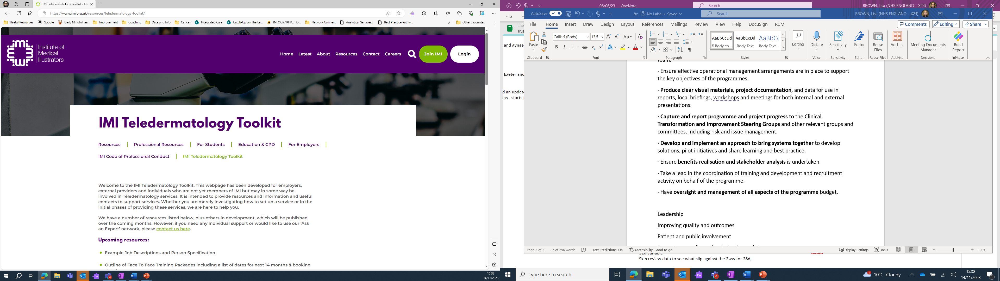 IMI Teledermatology Toolkit - Ins
https://www.imi.org.uk/resources/teledermatology-toolkit/
Useful Resources
Google
Daily Mindfulness
Improvement
Coaching
Data and Info
Cancer
Integrated Care
Catch-Up on The Le...
INFOGRAPHIC: Ho...
Network Connect
Analytical Services...
Best Practice Pathw...
Other favourites
Institute of
Medical
Illustrators
Home
Latest
About
Resources
Contact
Careers
Join IMI
Login
IMI Teledermatology Toolkit
Resources
Professional Resources
For Students
Education & CPD
For Employers
IMI Code of Professional Conduct
IMI Teledermatology Toolkit
Welcome to the IMI Teledermatology Toolkit. This webpage has been developed for employers,
external providers and individuals who are not yet members of IMI but may in some way be
involved in Teledermatology services. It is intended to provide resources and information and useful
contacts to support services. Whether you are merely investigating how to set up a service or in the
initial phases of providing these services, we are here to help you.
We have a number of resources listed below, plus others in development, which will be published
over the coming months. However, if you need any individual support or would like to use our ‘Ask
an Expert’ network, please contact us here.
Upcoming resources:
Example Job Descriptions and Person Specification
Outline of Face To Face Training Packages including a list of dates for next 14 months & booking
15:38
14/11/2023
06/06/23 - OneNote
Search
BROWN, Lisa (NHS ENGLAND – X24)
File
Lisa
Trus
and gynae
Exeter and
d an update
ths - starts
AutoSave
8c
No Label • Saved
Search
BROWN, Lisa (NHS ENGLAND – X24)
File
Home
Insert
Draw
Design
Layout
References
Mailings
Review
View
Help
DocuSign
RCM
Comments
Editing
Share
Paste
Clipboard
Calibri (Body)
13.5
Font
Paragraph
AaBbCcDd
¶ Body co...
AaBbCcDd
Body Text
AaBbCc
Body Text...
Styles
Editing
Dictate
Voice
Sensitivity
Sensitivity
Editor
Editor
Reuse
Files
Reuse Files
Add-ins
Add-ins
Meeting Documents
Manager
Decisions
Build
Report
InPhase
team.
· Ensure effective operational management arrangements are in place to support
the key objectives of the programmes.
· Produce clear visual materials, project documentation, and data for use in
reports, local briefings, workshops and meetings for both internal and external
presentations.
· Capture and report programme and project progress to the Clinical
Transformation and Improvement Steering Groups and other relevant groups and
committees, including risk and issue management.
· Develop and implement an approach to bring systems together to develop
solutions, pilot initiatives and share learning and best practice.
· Ensure benefits realisation and stakeholder analysis is undertaken.
· Take a lead in the coordination of training and development and recruitment
activity on behalf of the programme.
· Have oversight and management of all aspects of the programme budget.
Leadership
Improving quality and outcomes
Patient and public involvement
Page 3 of 3
27 of 696 words
Text Predictions: On
Accessibility: Good to go
Display Settings
Focus
100%
Skin review data to see what slip against the 2ww for 28d,
Type here to search
10°C Cloudy
15:38
14/11/2023